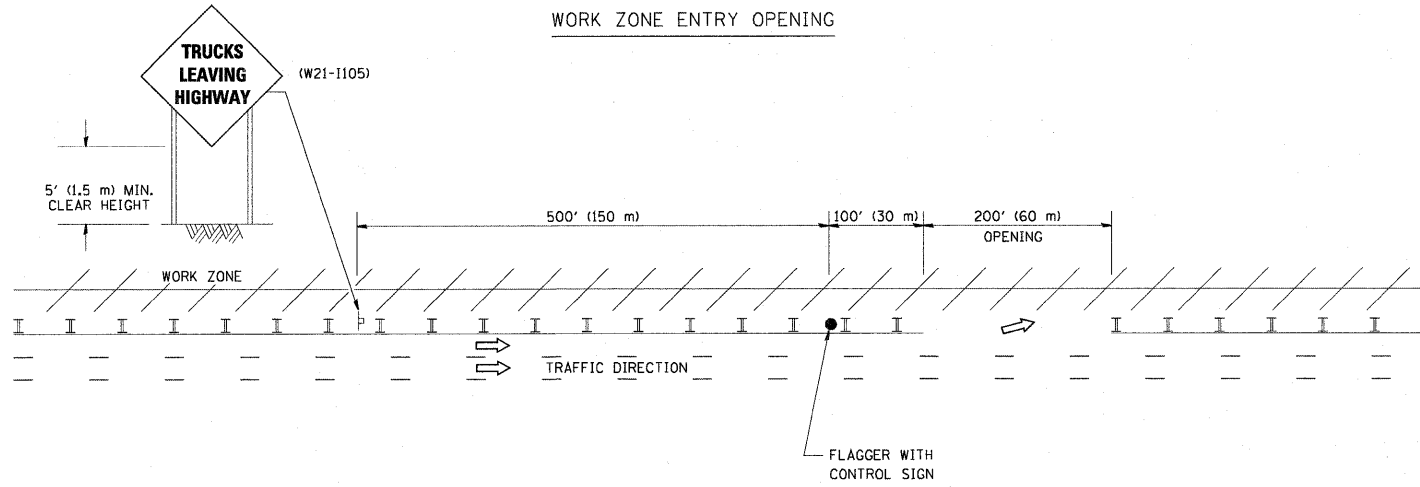 WORK ZONE ENTRY OPENING
TRUCKS
LEAVING
HIGHWAY
(W21-I105)
5' (1.5 m) MIN.
CLEAR HEIGHT
500' (150 m)
100' (30 m)
200' (60 m)
OPENING
WORK ZONE
TRAFFIC DIRECTION
FLAGGER WITH
CONTROL SIGN